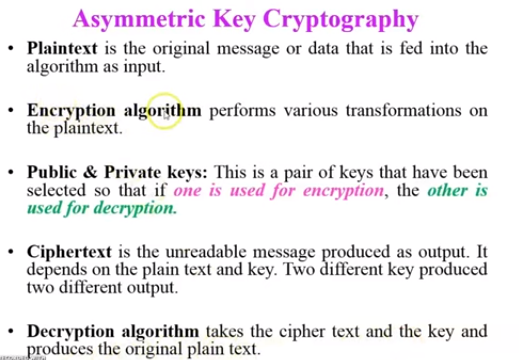 Asymmetric Key Cryptography
• Plaintext is the original message or data that is fed into the
algorithm as input.
• Encryption algorithm performs various transformations on
the plaintext.
• Public & Private keys: This is a pair of keys that have been
selected so that if one is used for encryption, the other is
used for decryption.
• Ciphertext is the unreadable message produced as output. It
depends on the plain text and key. Two different key produced
two different output.
• Decryption algorithm takes the cipher text and the key and
produces the original plain text.